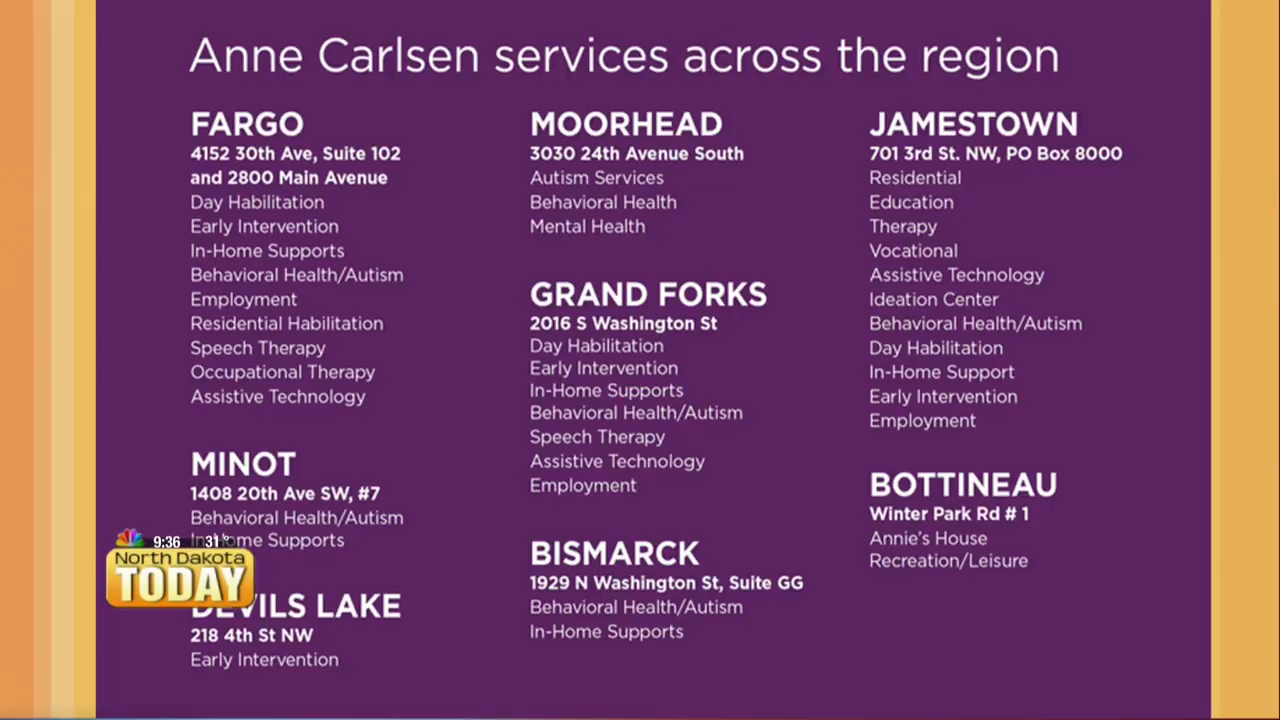 Anne Carlsen services across the region
FARGO
4152 30th Ave, Suite 102
and 2800 Main Avenue
Day Habilitation
Early Intervention
In-Home Supports
Behavioral Health/Autism
Employment
Residential Habilitation
Speech Therapy
Occupational Therapy
Assistive Technology
MINOT
1408 20th Ave SW, #7
Behavioral Health/Autism
In-Home Supports
DEVILS LAKE
218 4th St NW
Early Intervention
MOORHEAD
3030 24th Avenue South
Autism Services
Behavioral Health
Mental Health
GRAND FORKS
2016 S Washington St
Day Habilitation
Early Intervention
In-Home Supports
Behavioral Health/Autism
Speech Therapy
Assistive Technology
Employment
BISMARCK
1929 N Washington St, Suite GG
Behavioral Health/Autism
In-Home Supports
JAMESTOWN
701 3rd St. NW, PO Box 8000
Residential
Education
Therapy
Vocational
Assistive Technology
Ideation Center
Behavioral Health/Autism
Day Habilitation
In-Home Support
Early Intervention
Employment
BOTTINEAU
Winter Park Rd # 1
Annie's House
Recreation/Leisure
9:36 31°
North Dakota
TODAY